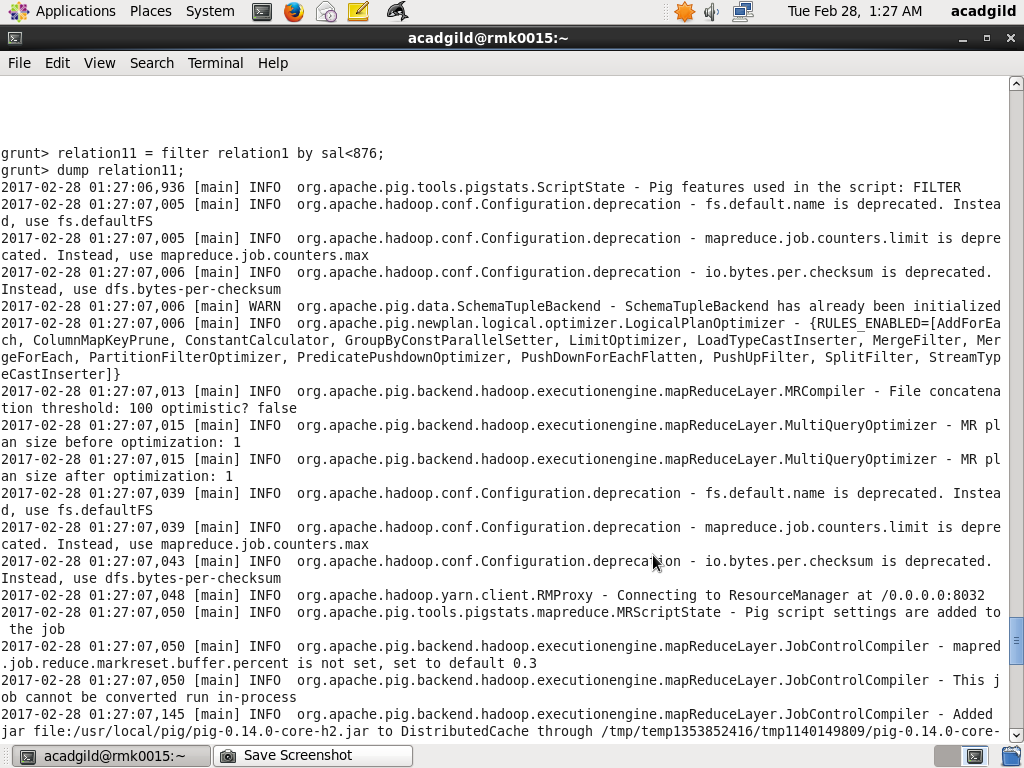 Applications Places System Tue Feb 28, 1:27 AM acadgild
acadgild@rmk0015:~
File Edit View Search Terminal Help
grunt> relation11 = filter relation1 by sal<876;
grunt> dump relation11;
2017-02-28 01:27:06,936 [main] INFO  org.apache.pig.tools.pigstats.ScriptState - Pig features used in the script: FILTER
2017-02-28 01:27:07,005 [main] INFO  org.apache.hadoop.conf.Configuration.deprecation - fs.default.name is deprecated. Instea
d, use fs.defaultFS
2017-02-28 01:27:07,005 [main] INFO  org.apache.hadoop.conf.Configuration.deprecation - mapreduce.job.counters.limit is depre
cated. Instead, use mapreduce.job.counters.max
2017-02-28 01:27:07,006 [main] INFO  org.apache.hadoop.conf.Configuration.deprecation - io.bytes.per.checksum is deprecated.
Instead, use dfs.bytes-per-checksum
2017-02-28 01:27:07,006 [main] WARN  org.apache.pig.data.SchemaTupleBackend - SchemaTupleBackend has already been initialized
2017-02-28 01:27:07,006 [main] INFO  org.apache.pig.newplan.logical.optimizer.LogicalPlanOptimizer - {RULES_ENABLED=[AddForEa
ch, ColumnMapKeyPrune, ConstantCalculator, GroupByConstParallelSetter, LimitOptimizer, LoadTypeCastInserter, MergeFilter, Mer
geForEach, PartitionFilterOptimizer, PredicatePushdownOptimizer, PushDownForEachFlatten, PushUpFilter, SplitFilter, StreamTyp
eCastInserter]}
2017-02-28 01:27:07,013 [main] INFO  org.apache.pig.backend.hadoop.executionengine.mapReduceLayer.MRCompiler - File concatena
tion threshold: 100 optimistic? false
2017-02-28 01:27:07,015 [main] INFO  org.apache.pig.backend.hadoop.executionengine.mapReduceLayer.MultiQueryOptimizer - MR pl
an size before optimization: 1
2017-02-28 01:27:07,015 [main] INFO  org.apache.pig.backend.hadoop.executionengine.mapReduceLayer.MultiQueryOptimizer - MR pl
an size after optimization: 1
2017-02-28 01:27:07,039 [main] INFO  org.apache.hadoop.conf.Configuration.deprecation - fs.default.name is deprecated. Instea
d, use fs.defaultFS
2017-02-28 01:27:07,039 [main] INFO  org.apache.hadoop.conf.Configuration.deprecation - mapreduce.job.counters.limit is depre
cated. Instead, use mapreduce.job.counters.max
2017-02-28 01:27:07,043 [main] INFO  org.apache.hadoop.conf.Configuration.deprecation - io.bytes.per.checksum is deprecated.
Instead, use dfs.bytes-per-checksum
2017-02-28 01:27:07,048 [main] INFO  org.apache.hadoop.yarn.client.RMProxy - Connecting to ResourceManager at /0.0.0.0:8032
2017-02-28 01:27:07,050 [main] INFO  org.apache.pig.tools.pigstats.mapreduce.MRScriptState - Pig script settings are added to
 the job
2017-02-28 01:27:07,050 [main] INFO  org.apache.pig.backend.hadoop.executionengine.mapReduceLayer.JobControlCompiler - mapred
.job.reduce.markreset.buffer.percent is not set, set to default 0.3
2017-02-28 01:27:07,050 [main] INFO  org.apache.pig.backend.hadoop.executionengine.mapReduceLayer.JobControlCompiler - This j
ob cannot be converted run in-process
2017-02-28 01:27:07,145 [main] INFO  org.apache.pig.backend.hadoop.executionengine.mapReduceLayer.JobControlCompiler - Added
jar file:/usr/local/pig/pig-0.14.0-core-h2.jar to DistributedCache through /tmp/temp1353852416/tmp1140149809/pig-0.14.0-core-
acadgild@rmk0015:~ Save Screenshot